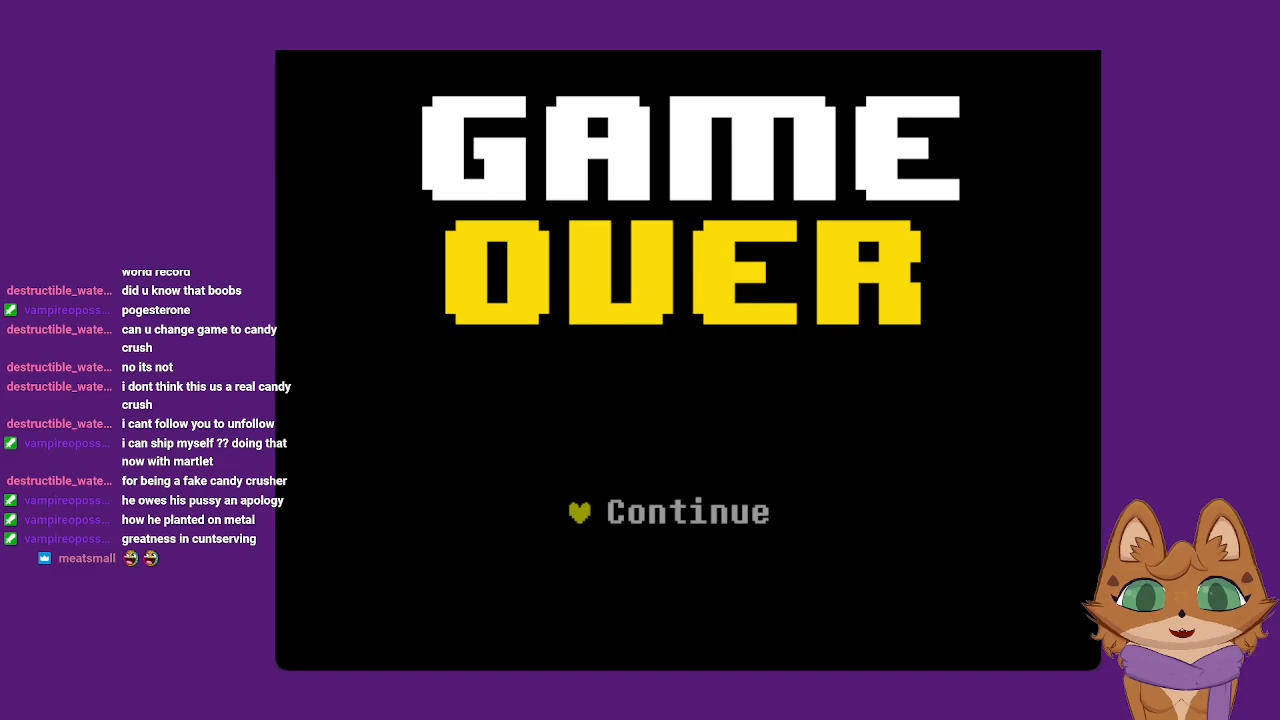 GAME
OVER
Continue
world record
destructible_wate... did u know that boobs
vampireoposs... pogesterone
destructible_wate... can u change game to candy
crush
destructible_wate... no its not
destructible_wate... i dont think this us a real candy
crush
destructible_wate... i cant follow you to unfollow
vampireoposs... i can ship myself ?? doing that
now with martlet
destructible_wate... for being a fake candy crusher
vampireoposs... he owes his pussy an apology
vampireoposs... how he planted on metal
vampireoposs... greatness in cuntserving
meatsmall